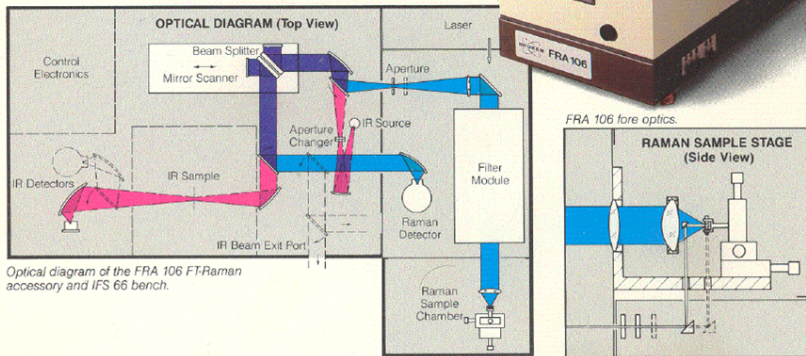 OPTICAL DIAGRAM (Top View)
Control
Electronics
Beam Splitter
Mirror Scanner
Laser
Aperture
Aperture
Changer
IR Source
IR Detectors
IR Sample
Filter
Module
Raman
Detector
IR Beam Exit Port
Raman
Sample
Chamber
Optical diagram of the FRA 106 FT-Raman
accessory and IFS 66 bench.
BRUKER
FRA 106
FRA 106 fore optics.
RAMAN SAMPLE STAGE
(Side View)